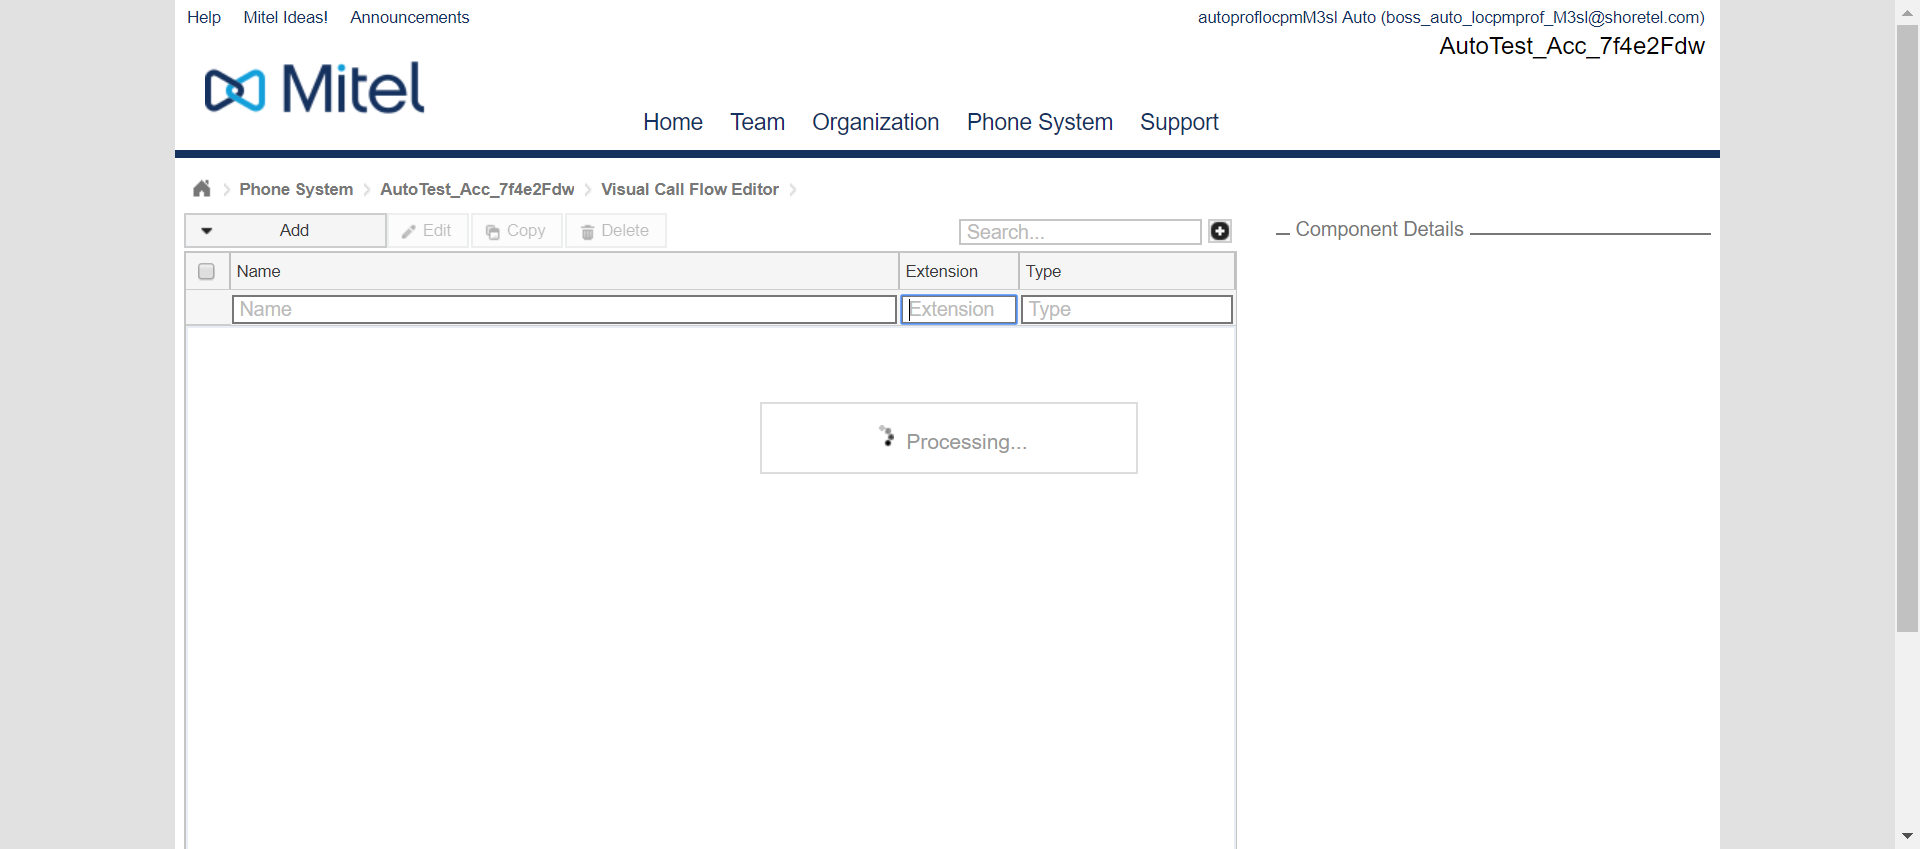 Help Mitel Ideas! Announcements
autoproflocpmM3sl Auto (boss_auto_locpmprof_M3sl@shoretel.com)
AutoTest_Acc_7f4e2Fdw
Mitel
Home Team Organization Phone System Support
Phone System AutoTest_Acc_7f4e2Fdw Visual Call Flow Editor
Add Edit Copy Delete Search... Component Details
Name Extension Type
Name Extension Type
Processing...